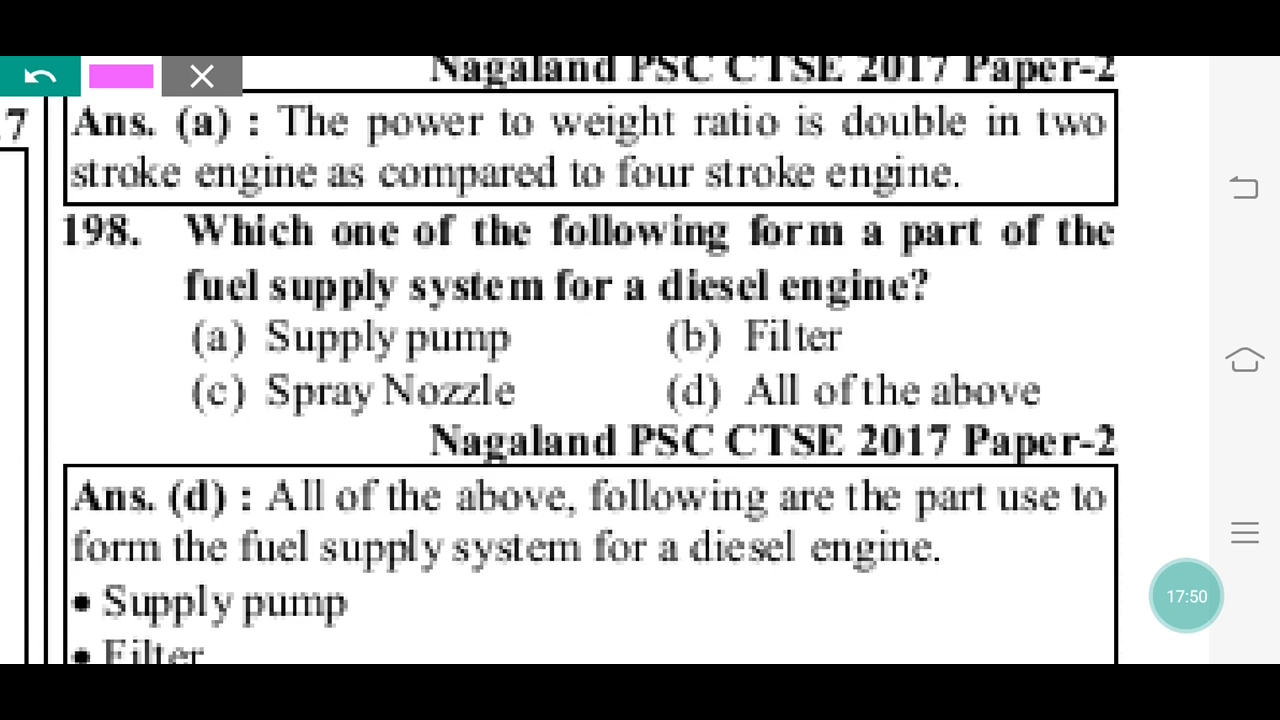 Nagaland PSC CTSE 2017 Paper-2
.7
Ans. (a) : The power to weight ratio is double in two
stroke engine as compared to four stroke engine.
198. Which one of the following form a part of the
fuel supply system for a diesel engine?
(a) Supply pump (b) Filter
(c) Spray Nozzle (d) All of the above
Nagaland PSC CTSE 2017 Paper-2
Ans. (d) : All of the above, following are the part use to
form the fuel supply system for a diesel engine.
• Supply pump
• Filter
17:50